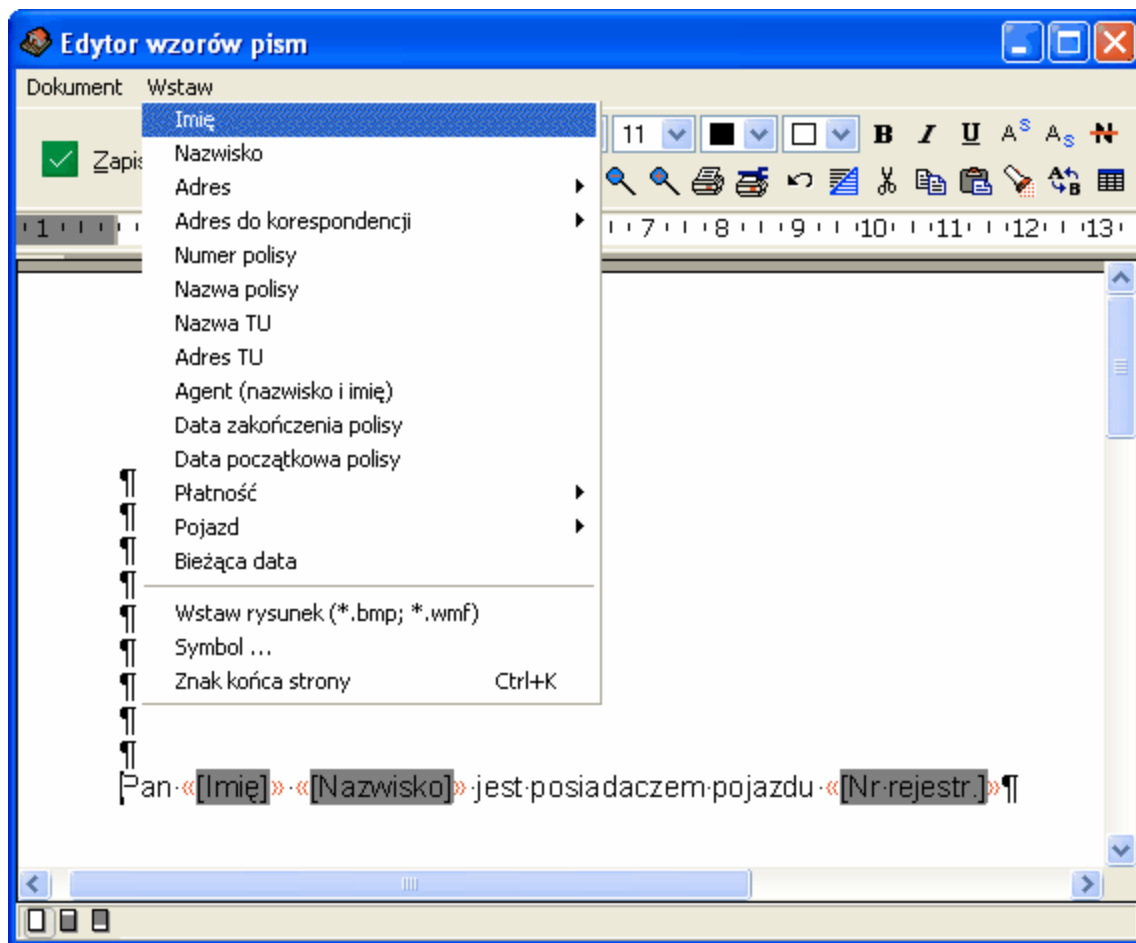 Edytor wzorów pism
Dokument Wstaw
Zapis
11 B I U A S A S N
1 7 8 9 10 11 12 13
Imię
Nazwisko
Adres
Adres do korespondencji
Numer polisy
Nazwa polisy
Nazwa TU
Adres TU
Agent (nazwisko i imię)
Data zakończenia polisy
Data początkowa polisy
Płatność
Pojazd
Bieżąca data
Wstaw rysunek (*.bmp; *.wmf)
Symbol ...
Znak końca strony Ctrl+K
¶
¶
¶
¶
¶
¶
¶
¶
¶
Pan·«[Imię]»·«[Nazwisko]»·jest·posiadaczem·pojazdu·«[Nr·rejestr.]»¶